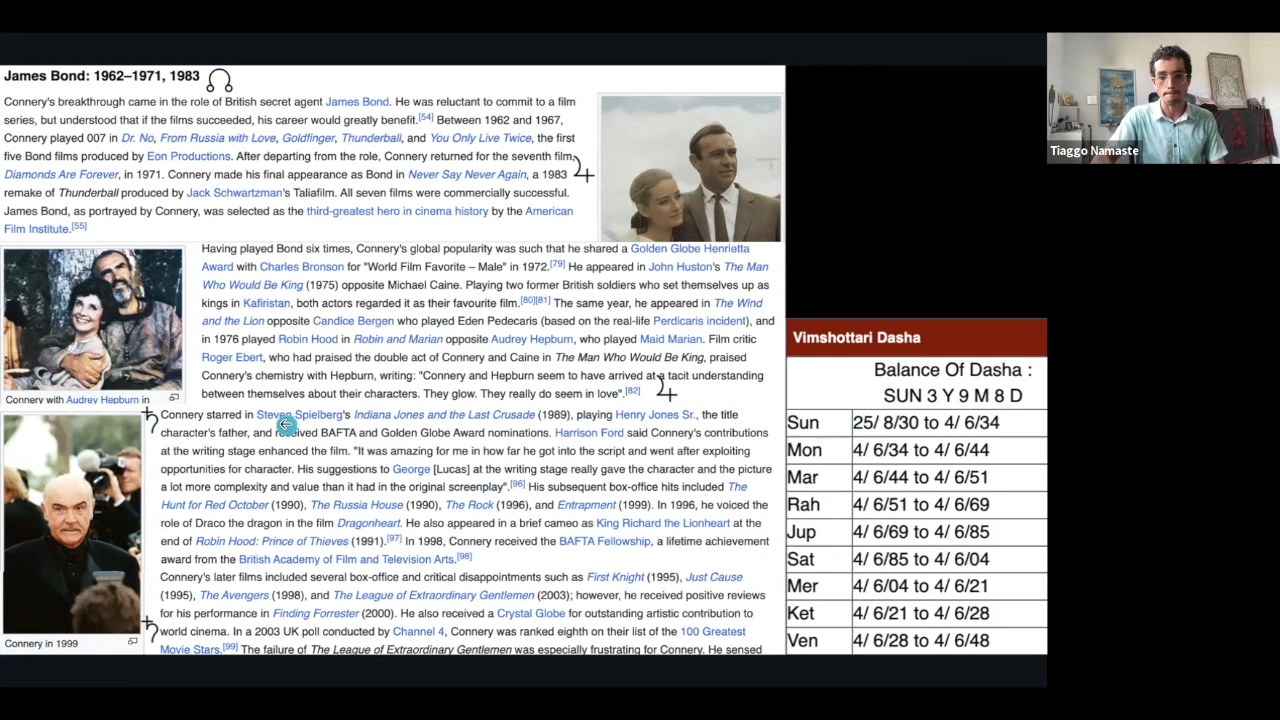 James Bond: 1962–1971, 1983
Connery's breakthrough came in the role of British secret agent James Bond. He was reluctant to commit to a film
series, but understood that if the films succeeded, his career would greatly benefit.[54] Between 1962 and 1967,
Connery played 007 in Dr. No, From Russia with Love, Goldfinger, Thunderball, and You Only Live Twice, the first
five Bond films produced by Eon Productions. After departing from the role, Connery returned for the seventh film,
Diamonds Are Forever, in 1971. Connery made his final appearance as Bond in Never Say Never Again, a 1983
remake of Thunderball produced by Jack Schwartzman's Taliafilm. All seven films were commercially successful.
James Bond, as portrayed by Connery, was selected as the third-greatest hero in cinema history by the American
Film Institute.[55]
Having played Bond six times, Connery's global popularity was such that he shared a Golden Globe Henrietta
Award with Charles Bronson for "World Film Favorite – Male" in 1972.[79] He appeared in John Huston's The Man
Who Would Be King (1975) opposite Michael Caine. Playing two former British soldiers who set themselves up as
kings in Kafiristan, both actors regarded it as their favourite film.[80][81] The same year, he appeared in The Wind
and the Lion opposite Candice Bergen who played Eden Pedecaris (based on the real-life Perdicaris incident), and
in 1976 played Robin Hood in Robin and Marian opposite Audrey Hepburn, who played Maid Marian. Film critic
Roger Ebert, who had praised the double act of Connery and Caine in The Man Who Would Be King, praised
Connery's chemistry with Hepburn, writing: "Connery and Hepburn seem to have arrived at a tacit understanding
between themselves about their characters. They glow. They really do seem in love".[82]
Connery with Audrey Hepburn in
Connery starred in Steven Spielberg's Indiana Jones and the Last Crusade (1989), playing Henry Jones Sr., the title
character's father, and received BAFTA and Golden Globe Award nominations. Harrison Ford said Connery's contributions
at the writing stage enhanced the film. "It was amazing for me in how far he got into the script and went after exploiting
opportunities for character. His suggestions to George [Lucas] at the writing stage really gave the character and the picture
a lot more complexity and value than it had in the original screenplay".[96] His subsequent box-office hits included The
Hunt for Red October (1990), The Russia House (1990), The Rock (1996), and Entrapment (1999). In 1996, he voiced the
role of Draco the dragon in the film Dragonheart. He also appeared in a brief cameo as King Richard the Lionheart at the
end of Robin Hood: Prince of Thieves (1991).[97] In 1998, Connery received the BAFTA Fellowship, a lifetime achievement
award from the British Academy of Film and Television Arts.[98]
Connery's later films included several box-office and critical disappointments such as First Knight (1995), Just Cause
(1995), The Avengers (1998), and The League of Extraordinary Gentlemen (2003); however, he received positive reviews
for his performance in Finding Forrester (2000). He also received a Crystal Globe for outstanding artistic contribution to
world cinema. In a 2003 UK poll conducted by Channel 4, Connery was ranked eighth on their list of the 100 Greatest
Movie Stars.[99] The failure of The League of Extraordinary Gentlemen was especially frustrating for Connery. He sensed
Connery in 1999
Vimshottari Dasha
Balance Of Dasha :
SUN 3 Y 9 M 8 D
Sun 25/ 8/30 to 4/ 6/34
Mon 4/ 6/34 to 4/ 6/44
Mar 4/ 6/44 to 4/ 6/51
Rah 4/ 6/51 to 4/ 6/69
Jup 4/ 6/69 to 4/ 6/85
Sat 4/ 6/85 to 4/ 6/04
Mer 4/ 6/04 to 4/ 6/21
Ket 4/ 6/21 to 4/ 6/28
Ven 4/ 6/28 to 4/ 6/48
Tiaggo Namaste